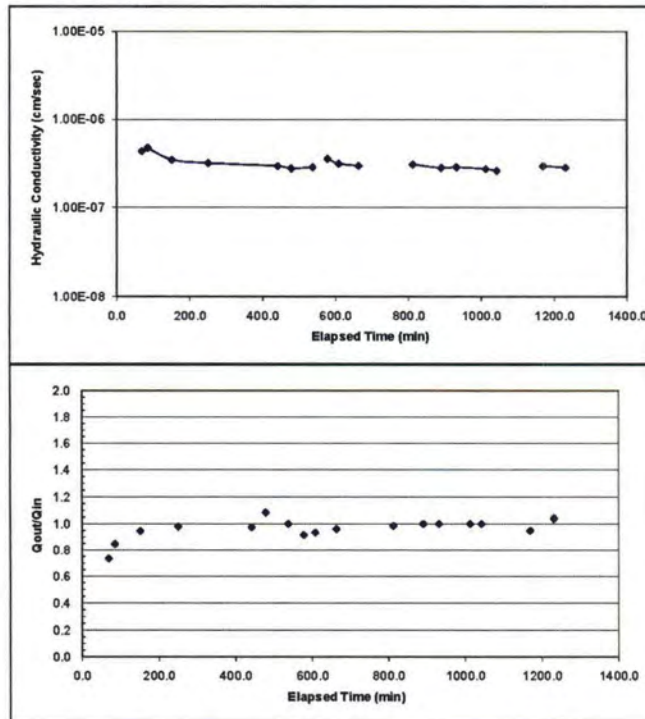 1.00E-05
1.00E-06
1.00E-07
1.00E-08
Hydraulic Conductivity (cm/sec)
0.0 200.0 400.0 600.0 800.0 1000.0 1200.0 1400.0
Elapsed Time (min)
2.0
1.8
1.6
1.4
1.2
1.0
0.8
0.6
0.4
0.2
0.0
Qout/Qin
0.0 200.0 400.0 600.0 800.0 1000.0 1200.0 1400.0
Elapsed Time (min)